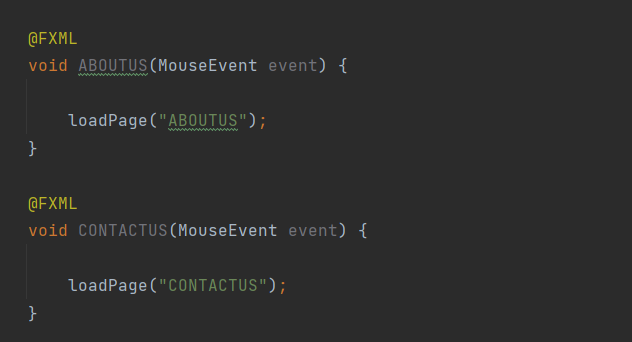 @FXML
void ABOUTUS(MouseEvent event) {
loadPage("ABOUTUS");
}
@FXML
void CONTACTUS(MouseEvent event) {
loadPage("CONTACTUS");
}